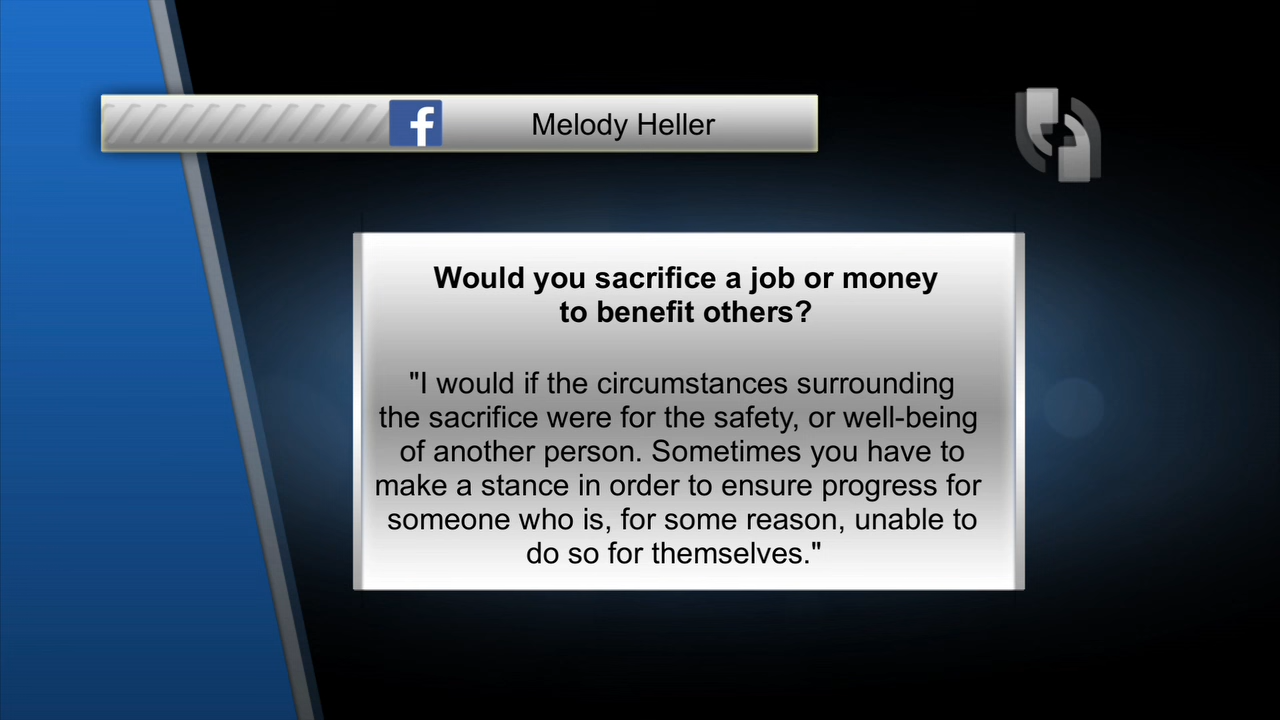 Melody Heller
Would you sacrifice a job or money
to benefit others?
"I would if the circumstances surrounding
the sacrifice were for the safety, or well-being
of another person. Sometimes you have to
make a stance in order to ensure progress for
someone who is, for some reason, unable to
do so for themselves."